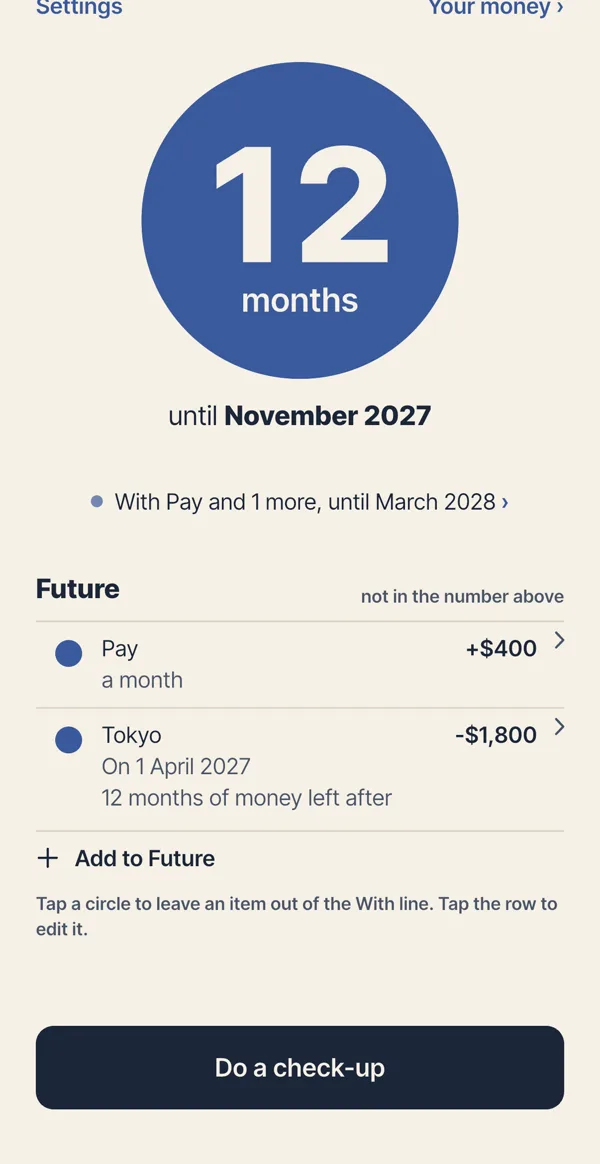 Settings
Your money ›
12
months
until November 2027
With Pay and 1 more, until March 2028 ›
Future
not in the number above
Pay
+$400
a month
Tokyo
-$1,800
On 1 April 2027
12 months of money left after
+ Add to Future
Tap a circle to leave an item out of the With line. Tap the row to
edit it.
Do a check-up